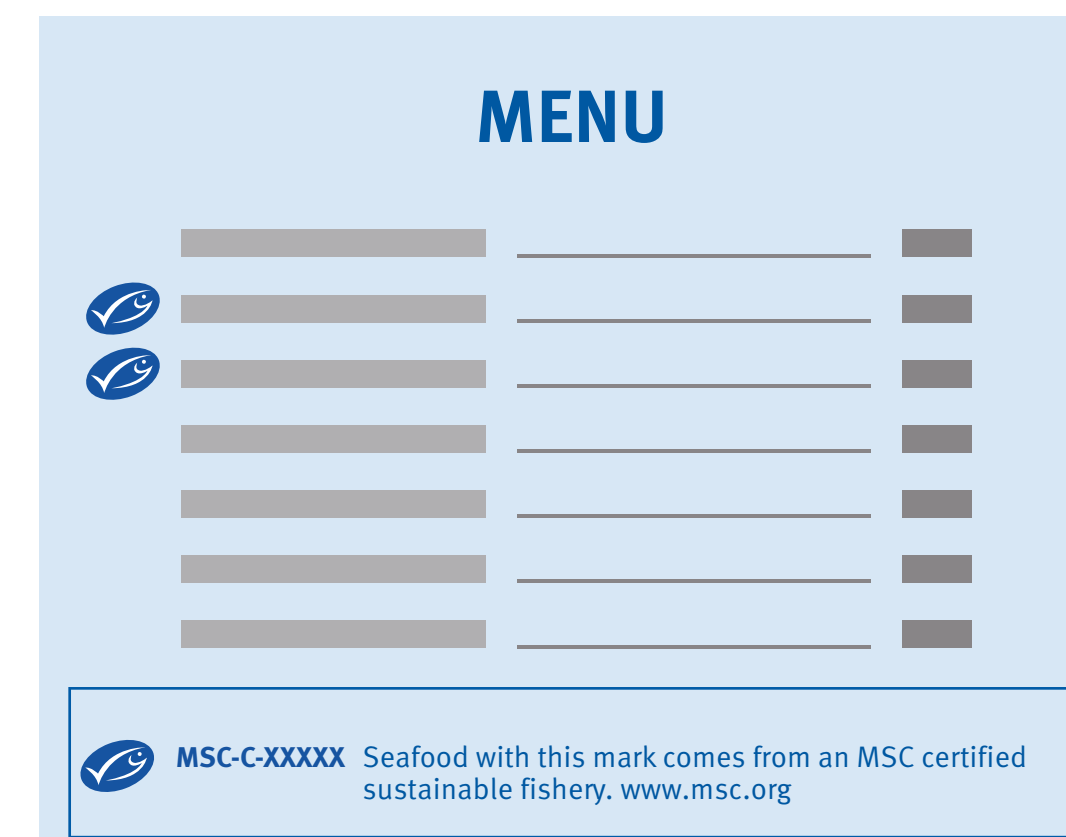 MENU
MSC-C-XXXXX Seafood with this mark comes from an MSC certified
sustainable fishery. www.msc.org